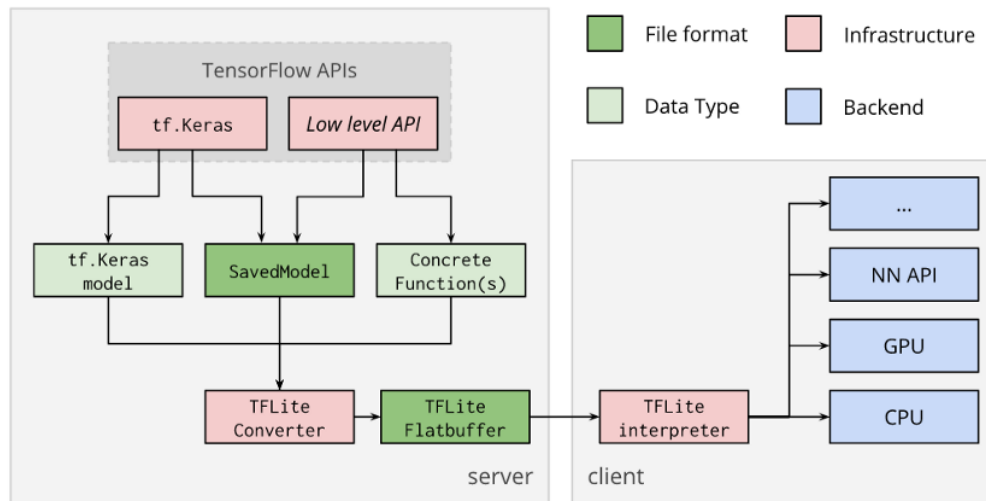 TensorFlow APIs
tf.Keras
Low level API
tf.Keras
model
SavedModel
Concrete
Function(s)
TFLite
Converter
TFLite
Flatbuffer
server
File format
Infrastructure
Data Type
Backend
...
NN API
GPU
CPU
TFLite
interpreter
client